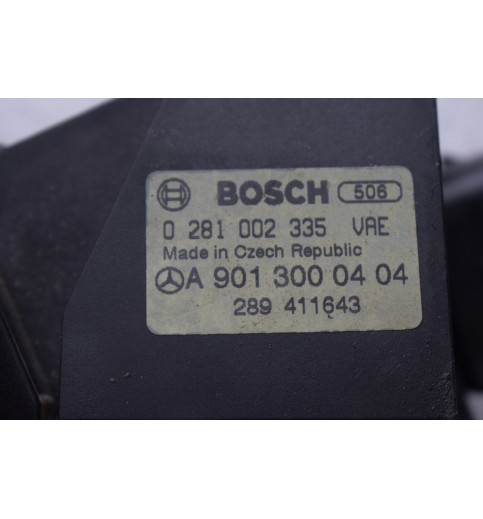 BOSCH 506
0 281 002 335 VAE
Made in Czech Republic
A 901 300 04 04
289 411643